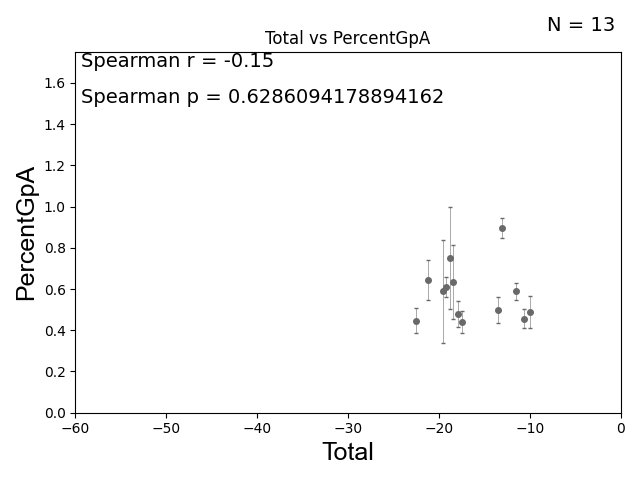 N = 13
Total vs PercentGpA
Spearman r = -0.15
Spearman p = 0.6286094178894162
PercentGpA
1.6
1.4
1.2
1.0
0.8
0.6
0.4
0.2
0.0
−60 −50 −40 −30 −20 −10 0
Total